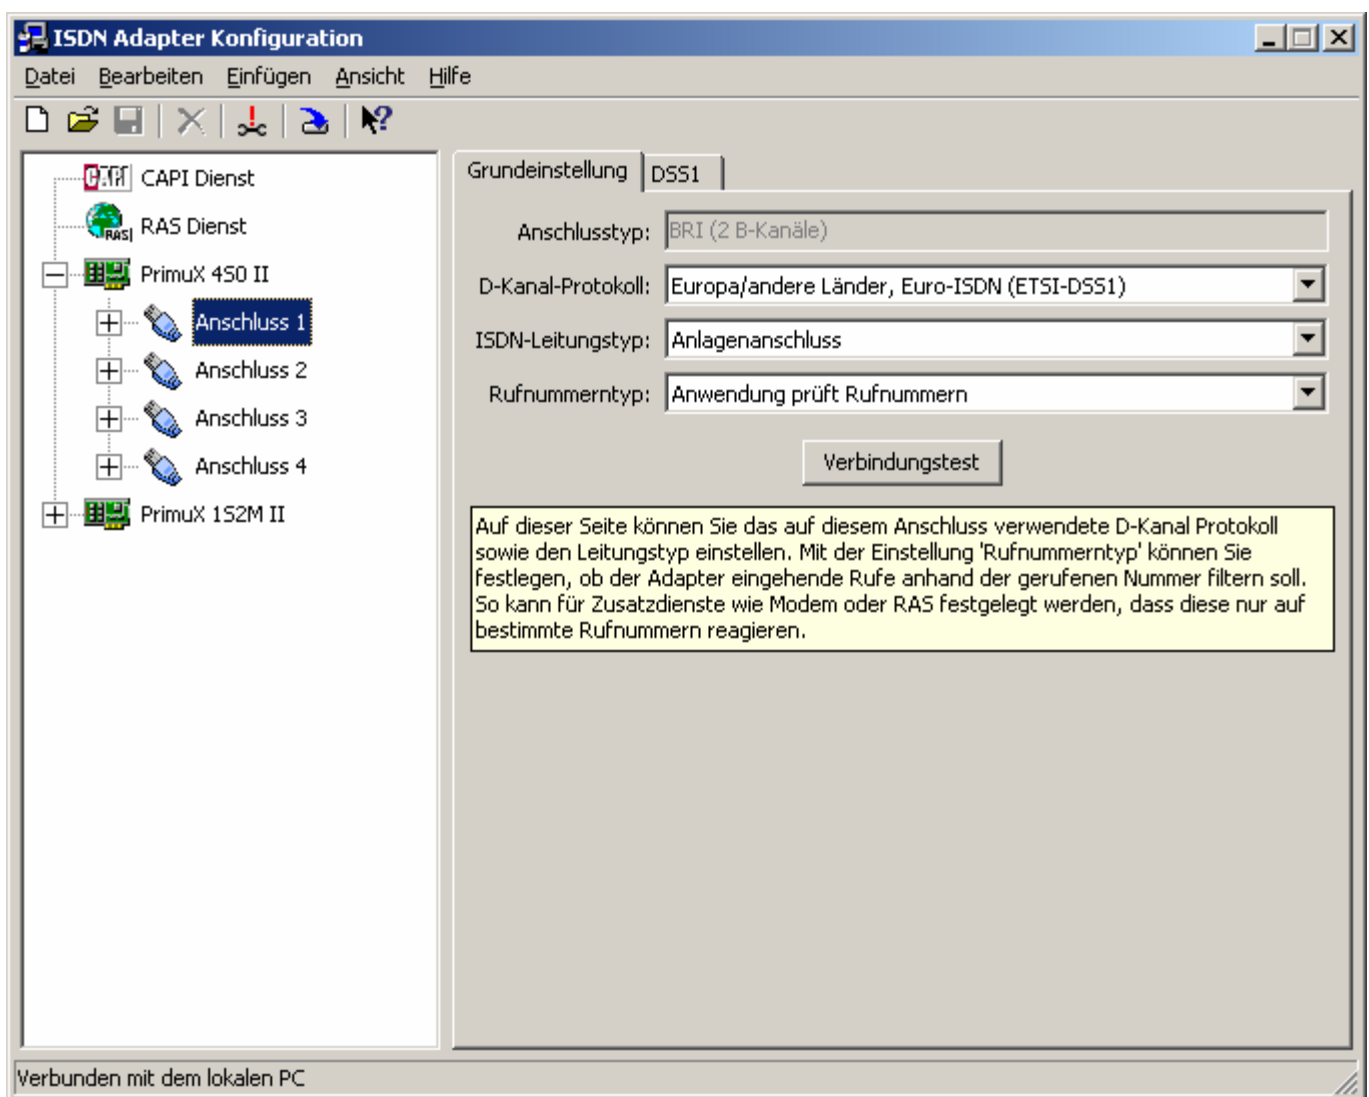 ISDN Adapter Konfiguration
Datei Bearbeiten Einfügen Ansicht Hilfe
CAPI Dienst
RAS
RAS Dienst
PrimuX 4S0 II
Anschluss 1
Anschluss 2
Anschluss 3
Anschluss 4
PrimuX 1S2M II
Grundeinstellung DSS1
Anschlusstyp: BRI (2 B-Kanäle)
D-Kanal-Protokoll: Europa/andere Länder, Euro-ISDN (ETSI-DSS1)
ISDN-Leitungstyp: Anlagenanschluss
Rufnummerntyp: Anwendung prüft Rufnummern
Verbindungstest
Auf dieser Seite können Sie das auf diesem Anschluss verwendete D-Kanal Protokoll
sowie den Leitungstyp einstellen. Mit der Einstellung 'Rufnummerntyp' können Sie
festlegen, ob der Adapter eingehende Rufe anhand der gerufenen Nummer filtern soll.
So kann für Zusatzdienste wie Modem oder RAS festgelegt werden, dass diese nur auf
bestimmte Rufnummern reagieren.
Verbunden mit dem lokalen PC